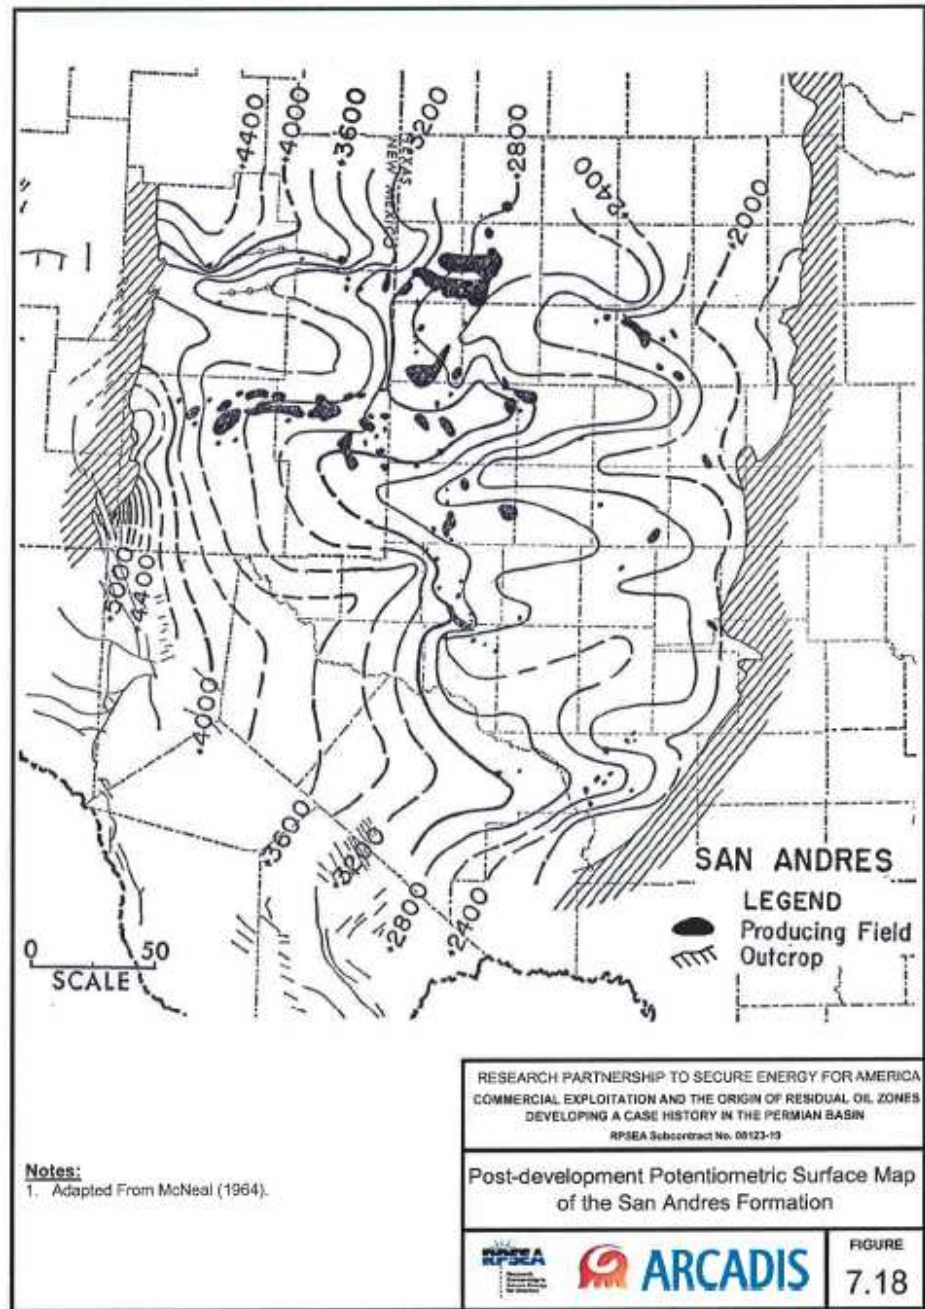 4400
4000
3600
3200
2800
TEXAS
NEW MEXICO
2400
2000
5000
4400
4000
3600
3200
2800
2400
SAN ANDRES
LEGEND
Producing Field
Outcrop
0 50
SCALE
RESEARCH PARTNERSHIP TO SECURE ENERGY FOR AMERICA
COMMERCIAL EXPLOITATION AND THE ORIGIN OF RESIDUAL OIL ZONES
DEVELOPING A CASE HISTORY IN THE PERMIAN BASIN
RPSEA Subcontract No. 08123-19
Notes:
1. Adapted From McNeal (1964).
Post-development Potentiometric Surface Map
of the San Andres Formation
RPSEA
ARCADIS
FIGURE
7.18